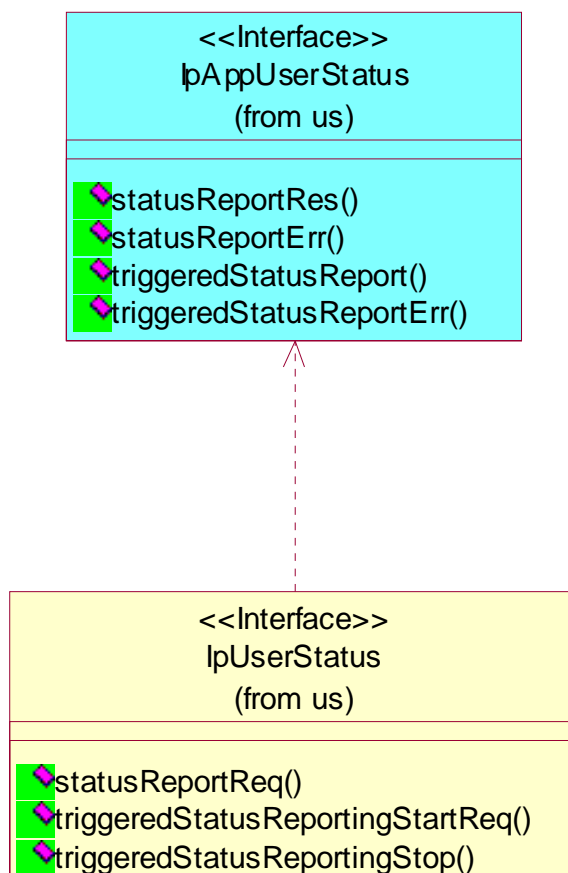 <<Interface>>
IpAppUserStatus
(from us)
statusReportRes()
statusReportErr()
triggeredStatusReport()
triggeredStatusReportErr()
<<Interface>>
IpUserStatus
(from us)
statusReportReq()
triggeredStatusReportingStartReq()
triggeredStatusReportingStop()